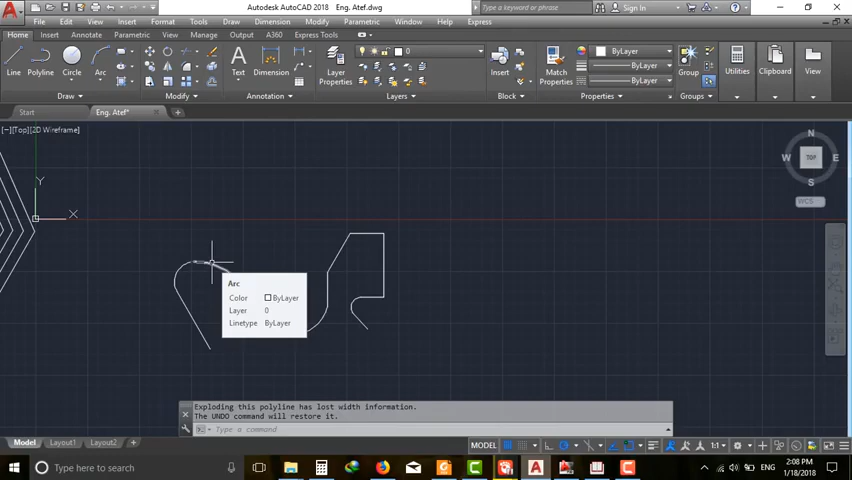 Autodesk AutoCAD 2018 Eng. Atef.dwg
Type a keyword or phrase
Sign In
File Edit View Insert Format Tools Draw Dimension Modify Parametric Window Help Express
Home Insert Annotate Parametric View Manage Output A360 Express Tools
Line Polyline Circle Arc
Text Dimension
Layer Properties
0
Insert
Match Properties
ByLayer
ByLayer
ByLayer
Group
Utilities
Clipboard
View
Draw Modify Annotation Layers Block Properties Groups
Start Eng. Atef*
[−][Top][2D Wireframe]
N
W TOP E
S
WCS
Y
X
Arc
Color ByLayer
Layer 0
Linetype ByLayer
Exploding this polyline has lost width information.
The UNDO command will restore it.
Type a command
Model Layout1 Layout2 +
MODEL
1:1
Type here to search
ENG
2:08 PM
1/18/2018